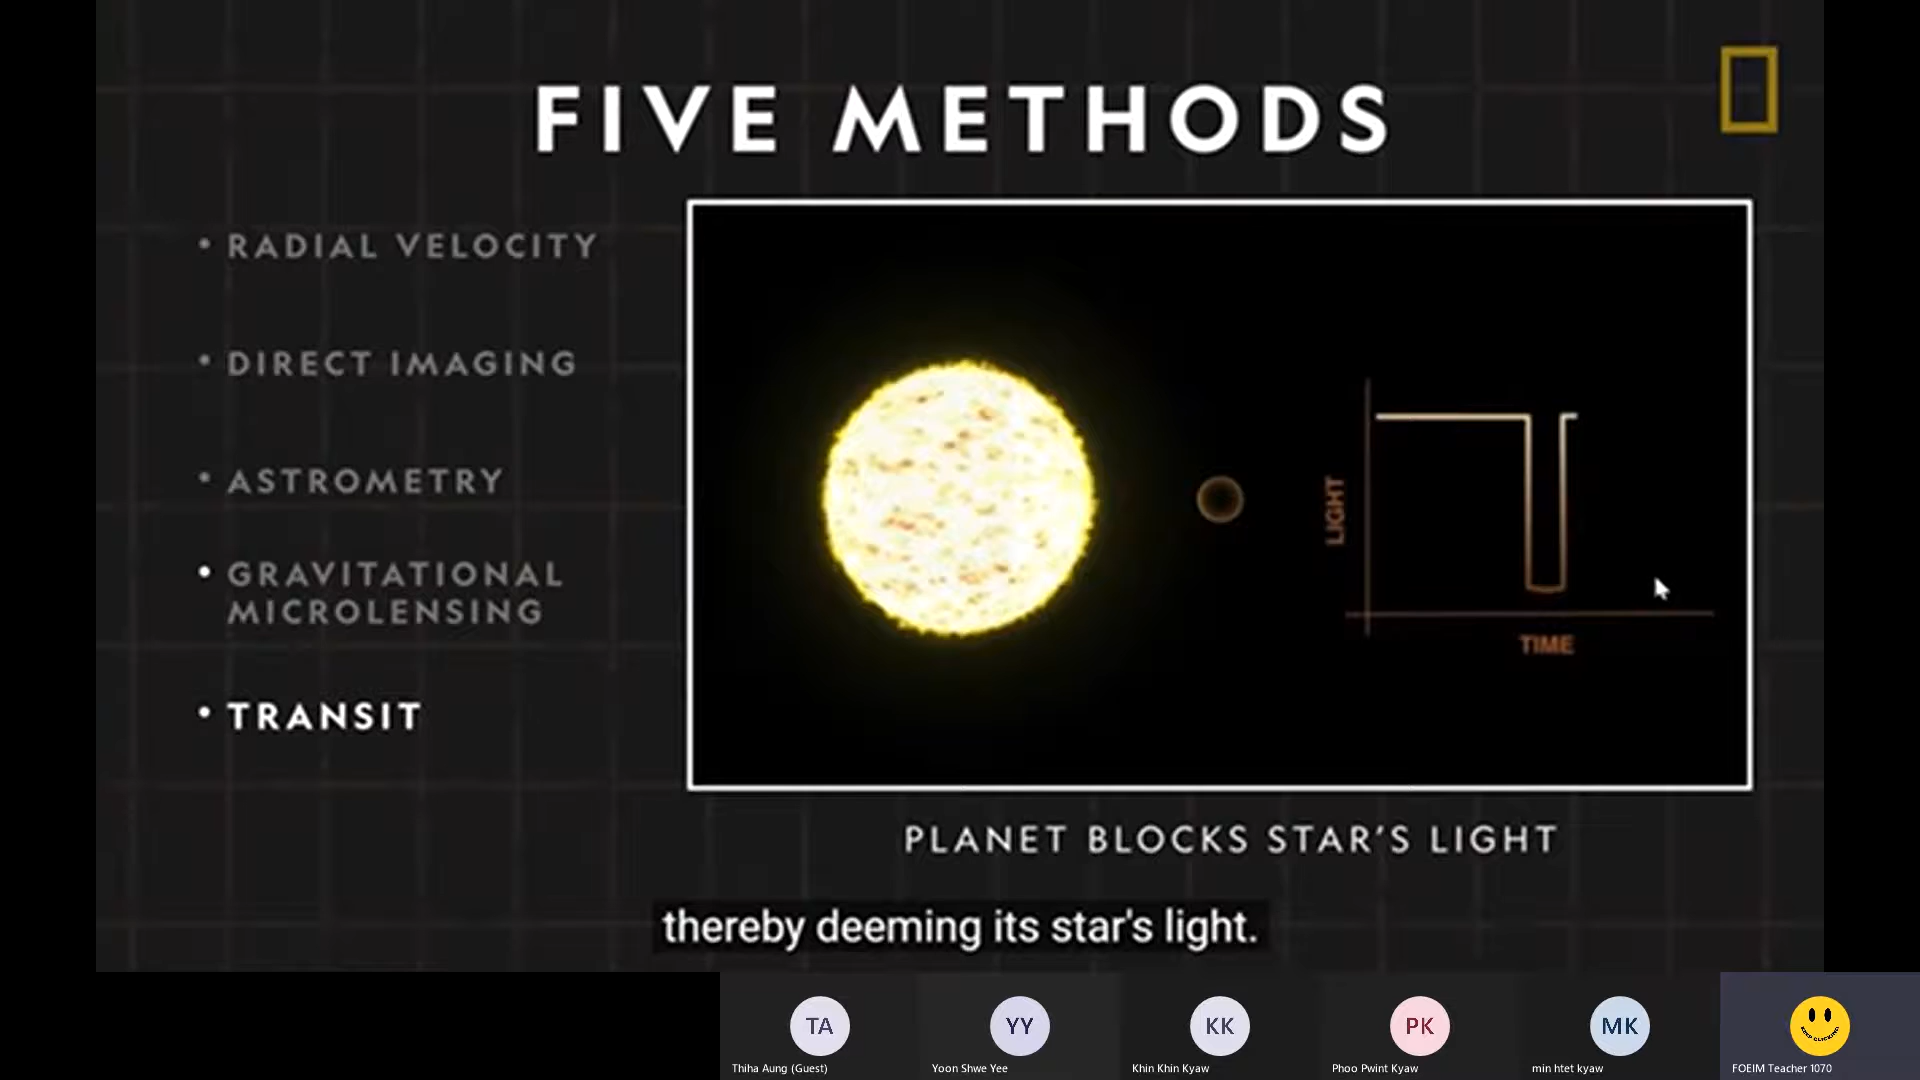 FIVE METHODS
• RADIAL VELOCITY
• DIRECT IMAGING
• ASTROMETRY
• GRAVITATIONAL
MICROLENSING
• TRANSIT
LIGHT
TIME
PLANET BLOCKS STAR'S LIGHT
thereby deeming its star's light.
TA
YY
KK
PK
MK
KEEP CLICKING
Thiha Aung (Guest)
Yoon Shwe Yee
Khin Khin Kyaw
Phoo Pwint Kyaw
min htet kyaw
FOEIM Teacher 1070